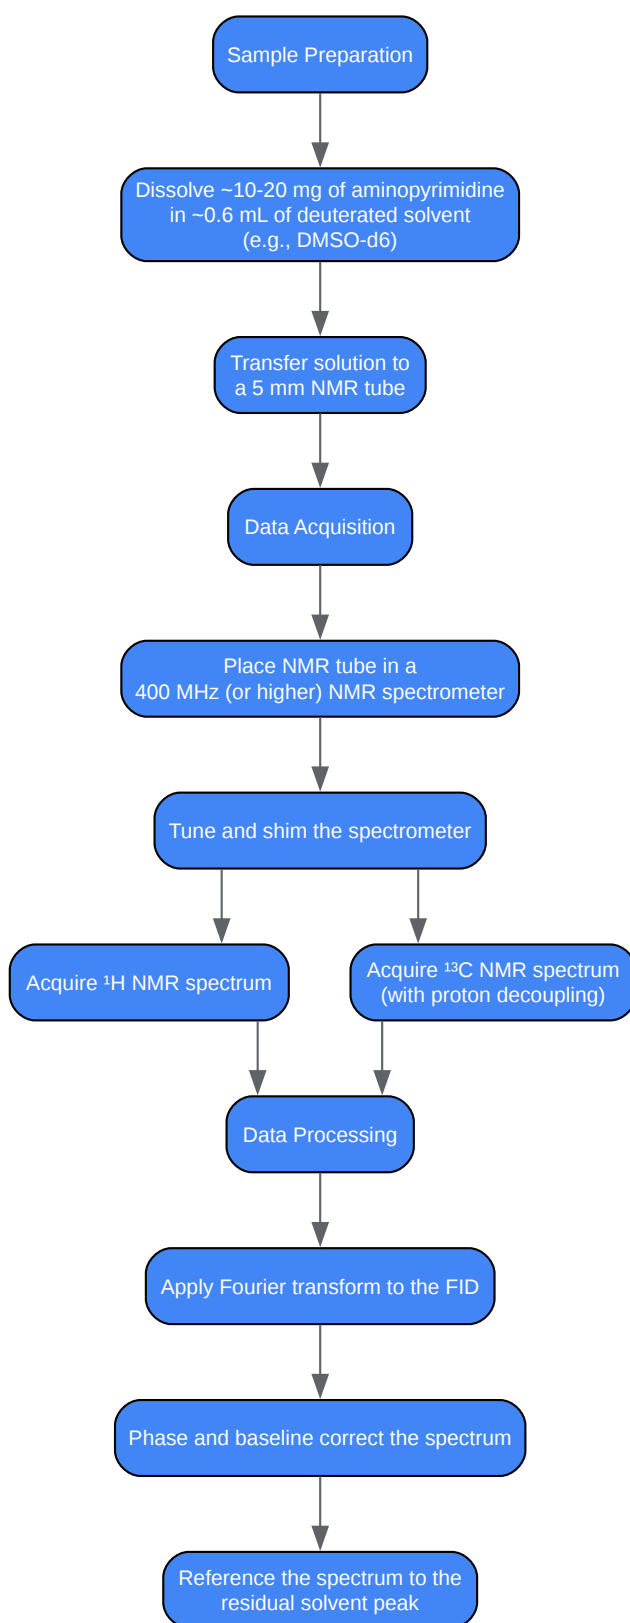 Sample Preparation
Dissolve ~10-20 mg of aminopyrimidine
in ~0.6 mL of deuterated solvent
(e.g., DMSO-d6)
Transfer solution to
a 5 mm NMR tube
Data Acquisition
Place NMR tube in a
400 MHz (or higher) NMR spectrometer
Tune and shim the spectrometer
Acquire ¹H NMR spectrum
Acquire ¹³C NMR spectrum
(with proton decoupling)
Data Processing
Apply Fourier transform to the FID
Phase and baseline correct the spectrum
Reference the spectrum to the
residual solvent peak